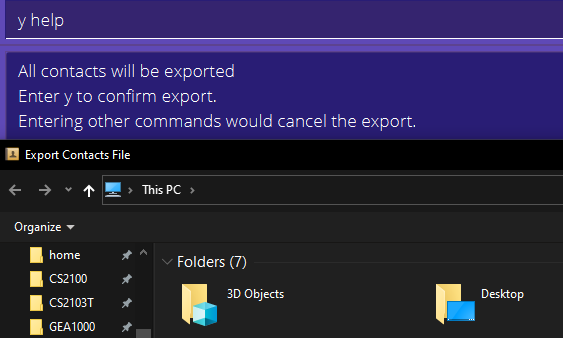 y help
All contacts will be exported
Enter y to confirm export.
Entering other commands would cancel the export.
Export Contacts File
This PC
Organize
Folders (7)
home
CS2100
CS2103T
GEA1000
3D Objects
Desktop